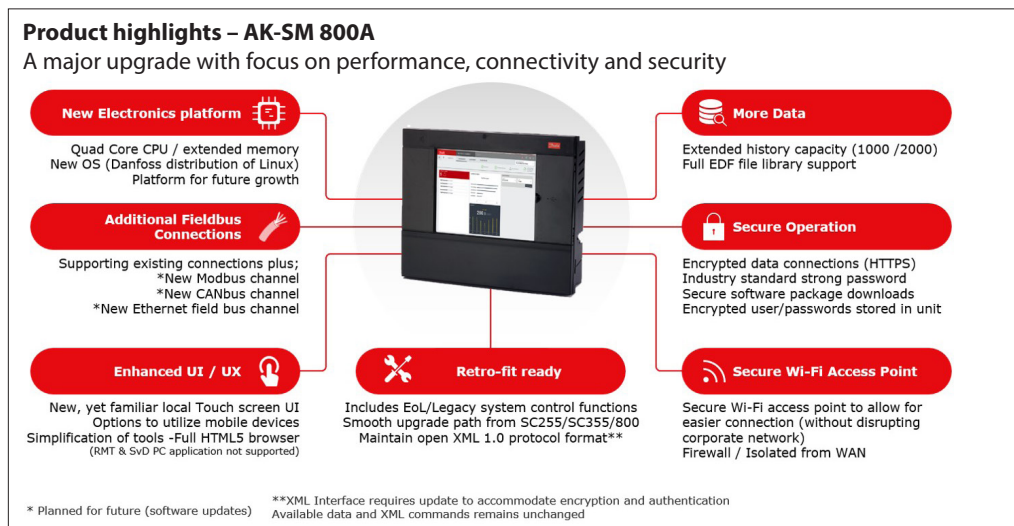 Product highlights – AK-SM 800A
A major upgrade with focus on performance, connectivity and security
New Electronics platform
Quad Core CPU / extended memory
New OS (Danfoss distribution of Linux)
Platform for future growth
Additional Fieldbus
Connections
Supporting existing connections plus;
*New Modbus channel
*New CANbus channel
*New Ethernet field bus channel
Enhanced UI / UX
New, yet familiar local Touch screen UI
Options to utilize mobile devices
Simplification of tools -Full HTML5 browser
(RMT & SvD PC application not supported)
Retro-fit ready
Includes EoL/Legacy system control functions
Smooth upgrade path from SC255/SC355/800
Maintain open XML 1.0 protocol format**
More Data
Extended history capacity (1000 /2000)
Full EDF file library support
Secure Operation
Encrypted data connections (HTTPS)
Industry standard strong password
Secure software package downloads
Encrypted user/passwords stored in unit
Secure Wi-Fi Access Point
Secure Wi-Fi access point to allow for
easier connection (without disrupting
corporate network)
Firewall / Isolated from WAN
* Planned for future (software updates)
**XML Interface requires update to accommodate encryption and authentication
Available data and XML commands remains unchanged